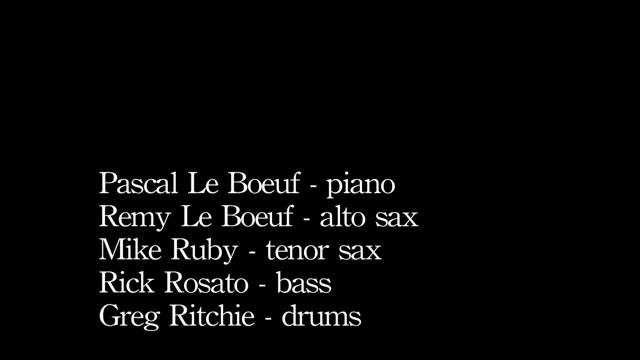 Pascal Le Boeuf - piano
Remy Le Boeuf - alto sax
Mike Ruby - tenor sax
Rick Rosato - bass
Greg Ritchie - drums